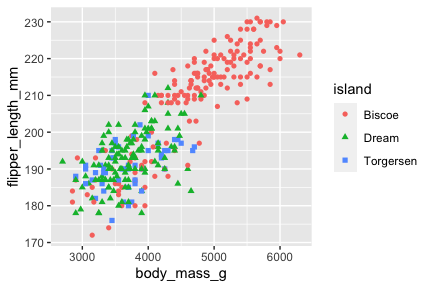 flipper_length_mm
230
220
210
200
190
180
170
3000
4000
5000
6000
body_mass_g
island
Biscoe
Dream
Torgersen